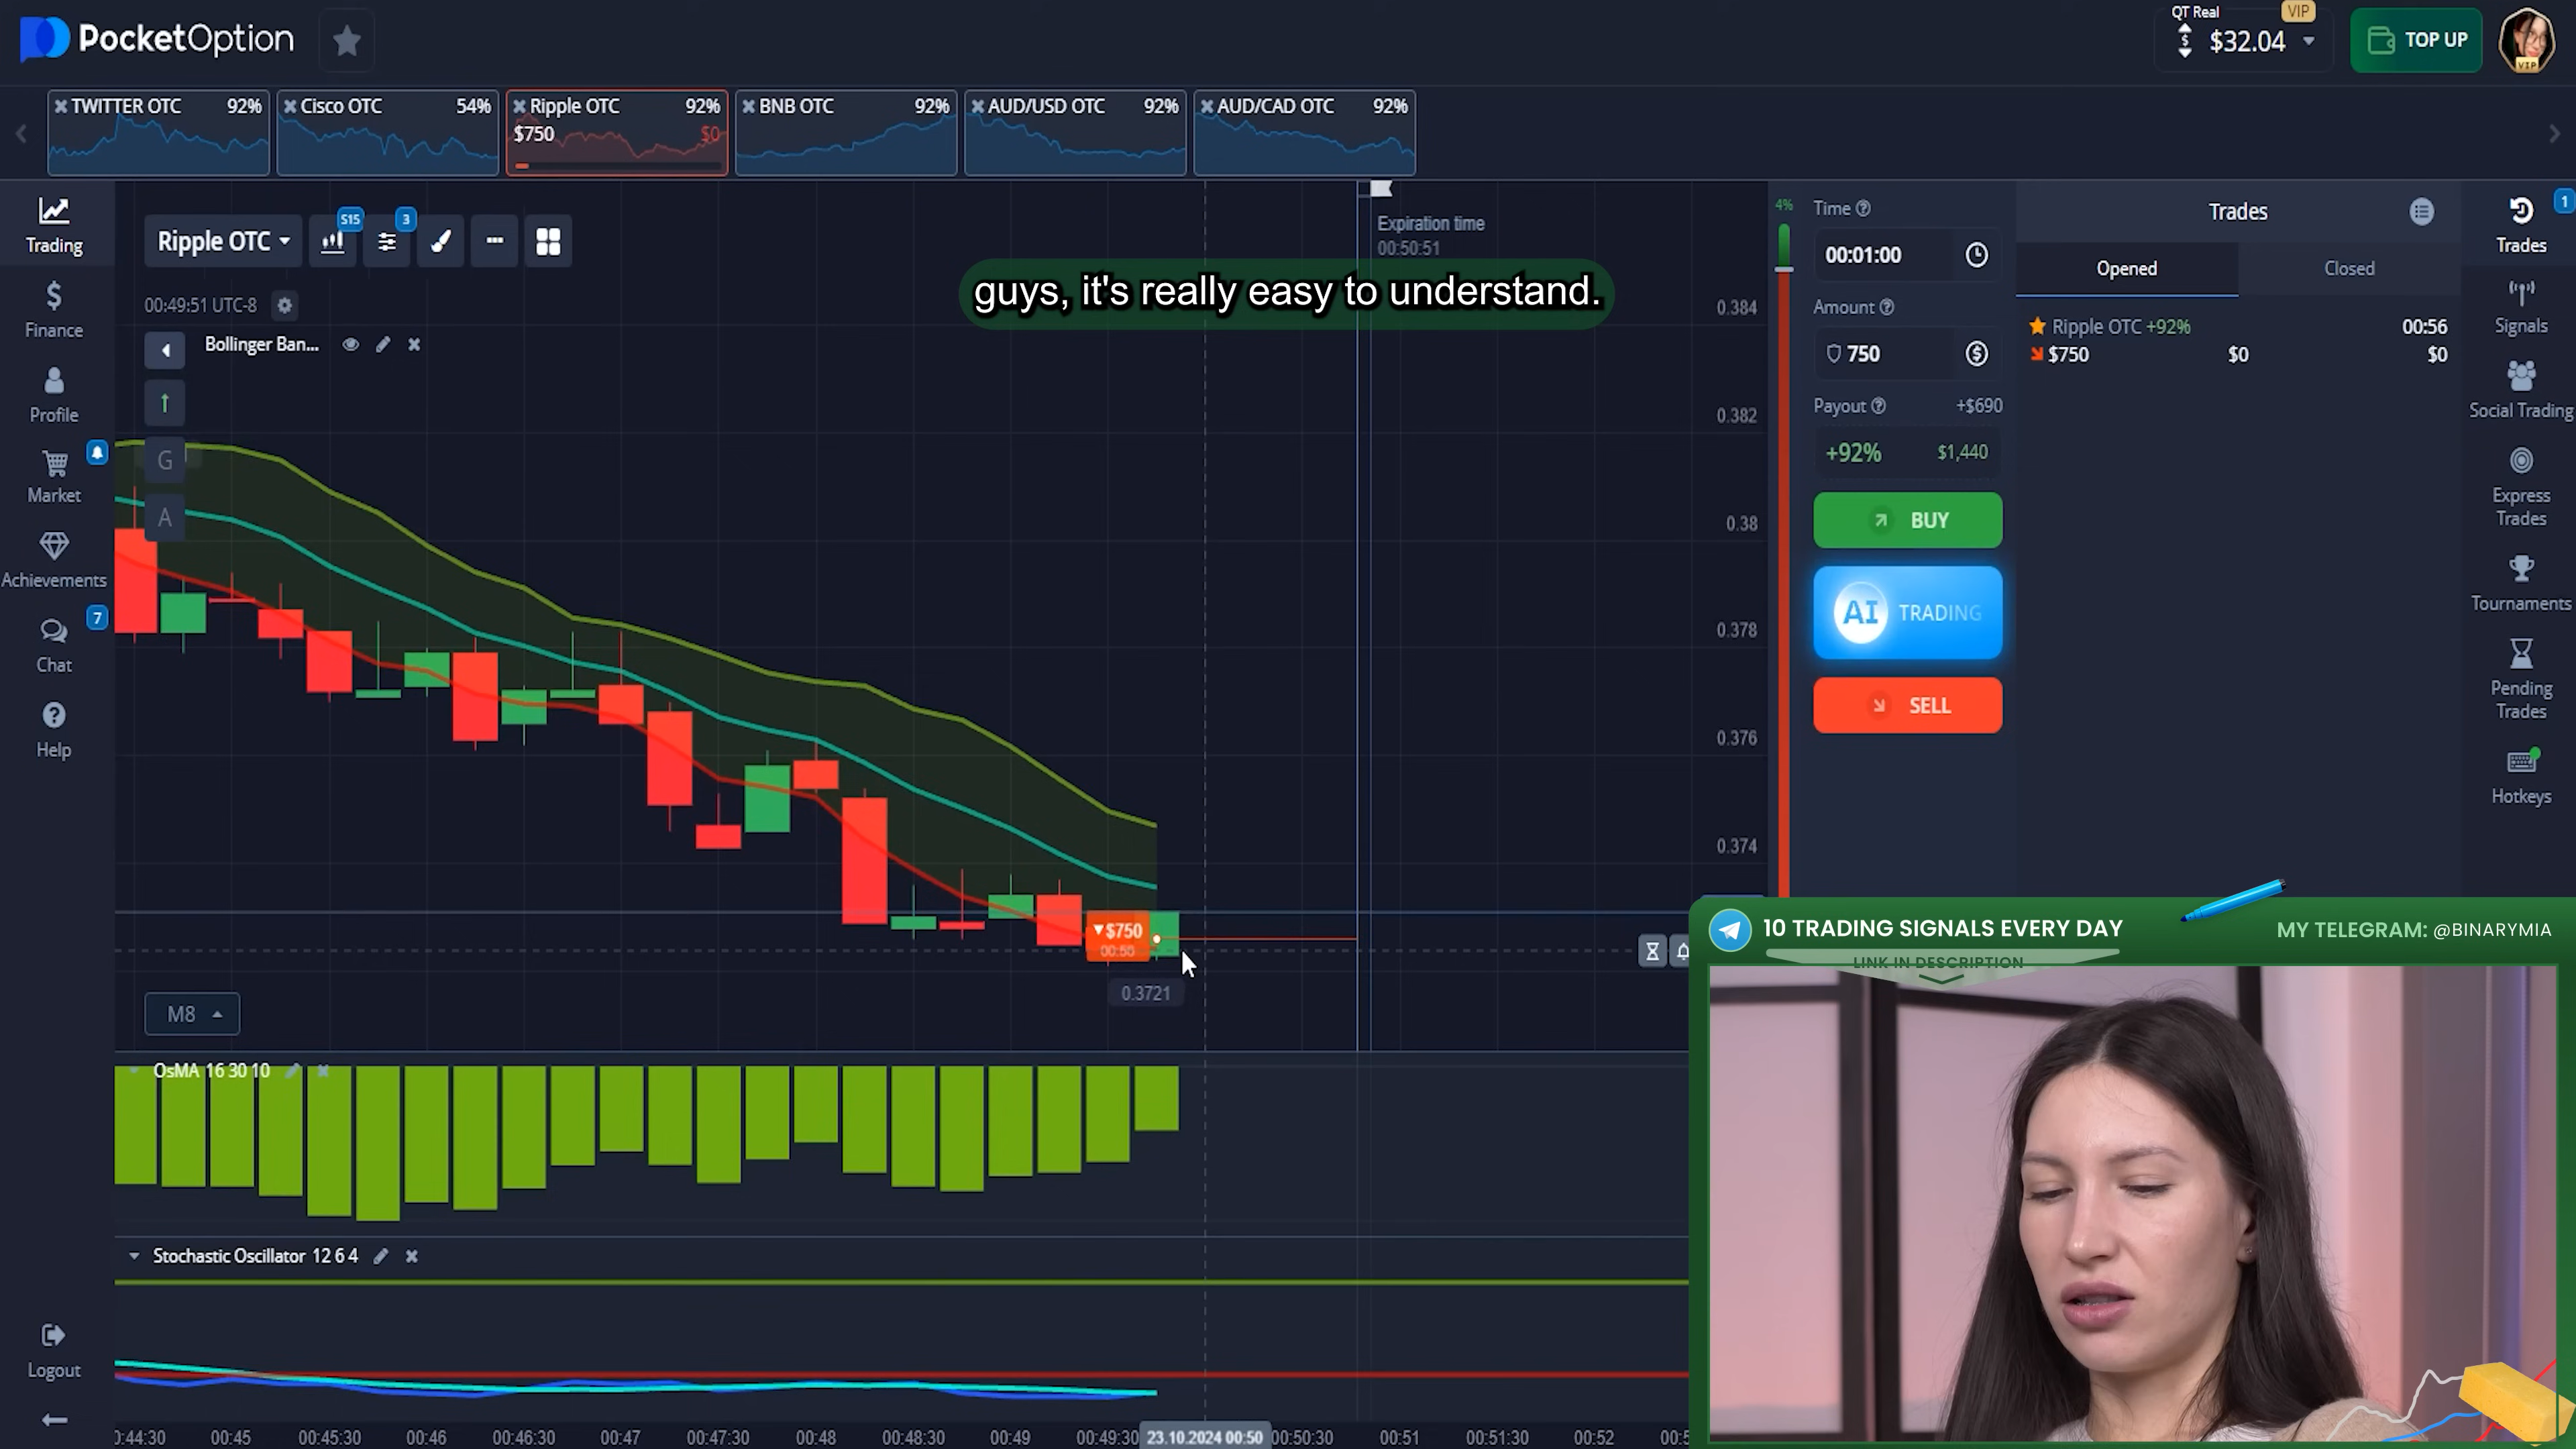 PocketOption
QT Real
VIP
$32.04
TOP UP
VIP
TWITTER OTC 92%
Cisco OTC 54%
Ripple OTC 92%
$750 $0
BNB OTC 92%
AUD/USD OTC 92%
AUD/CAD OTC 92%
Trading
Finance
Profile
Market
Achievements
7
Chat
Help
Logout
Ripple OTC
S15
3
00:49:51 UTC-8
Bollinger Ban...
G
A
Expiration time
00:50:51
guys, it's really easy to understand.
0.384
0.382
0.38
0.378
0.376
0.374
$750
0.3721
M8
OsMA 16 30 10
Stochastic Oscillator 12 6 4
00:45
00:45:30
00:46
00:46:30
00:47
00:47:30
00:48
00:48:30
00:49
00:49:30
23.10.2024 00:50
00:50:30
00:51
00:51:30
00:52
4%
Time
00:01:00
Amount
750
Payout +$690
+92% $1,440
BUY
AI TRADING
SELL
Trades
Opened
Closed
Ripple OTC +92% 00:56
$750 $0 $0
1
Trades
Signals
Social Trading
Express
Trades
Tournaments
Pending
Trades
Hotkeys
10 TRADING SIGNALS EVERY DAY
LINK IN DESCRIPTION
MY TELEGRAM: @BINARYMIA